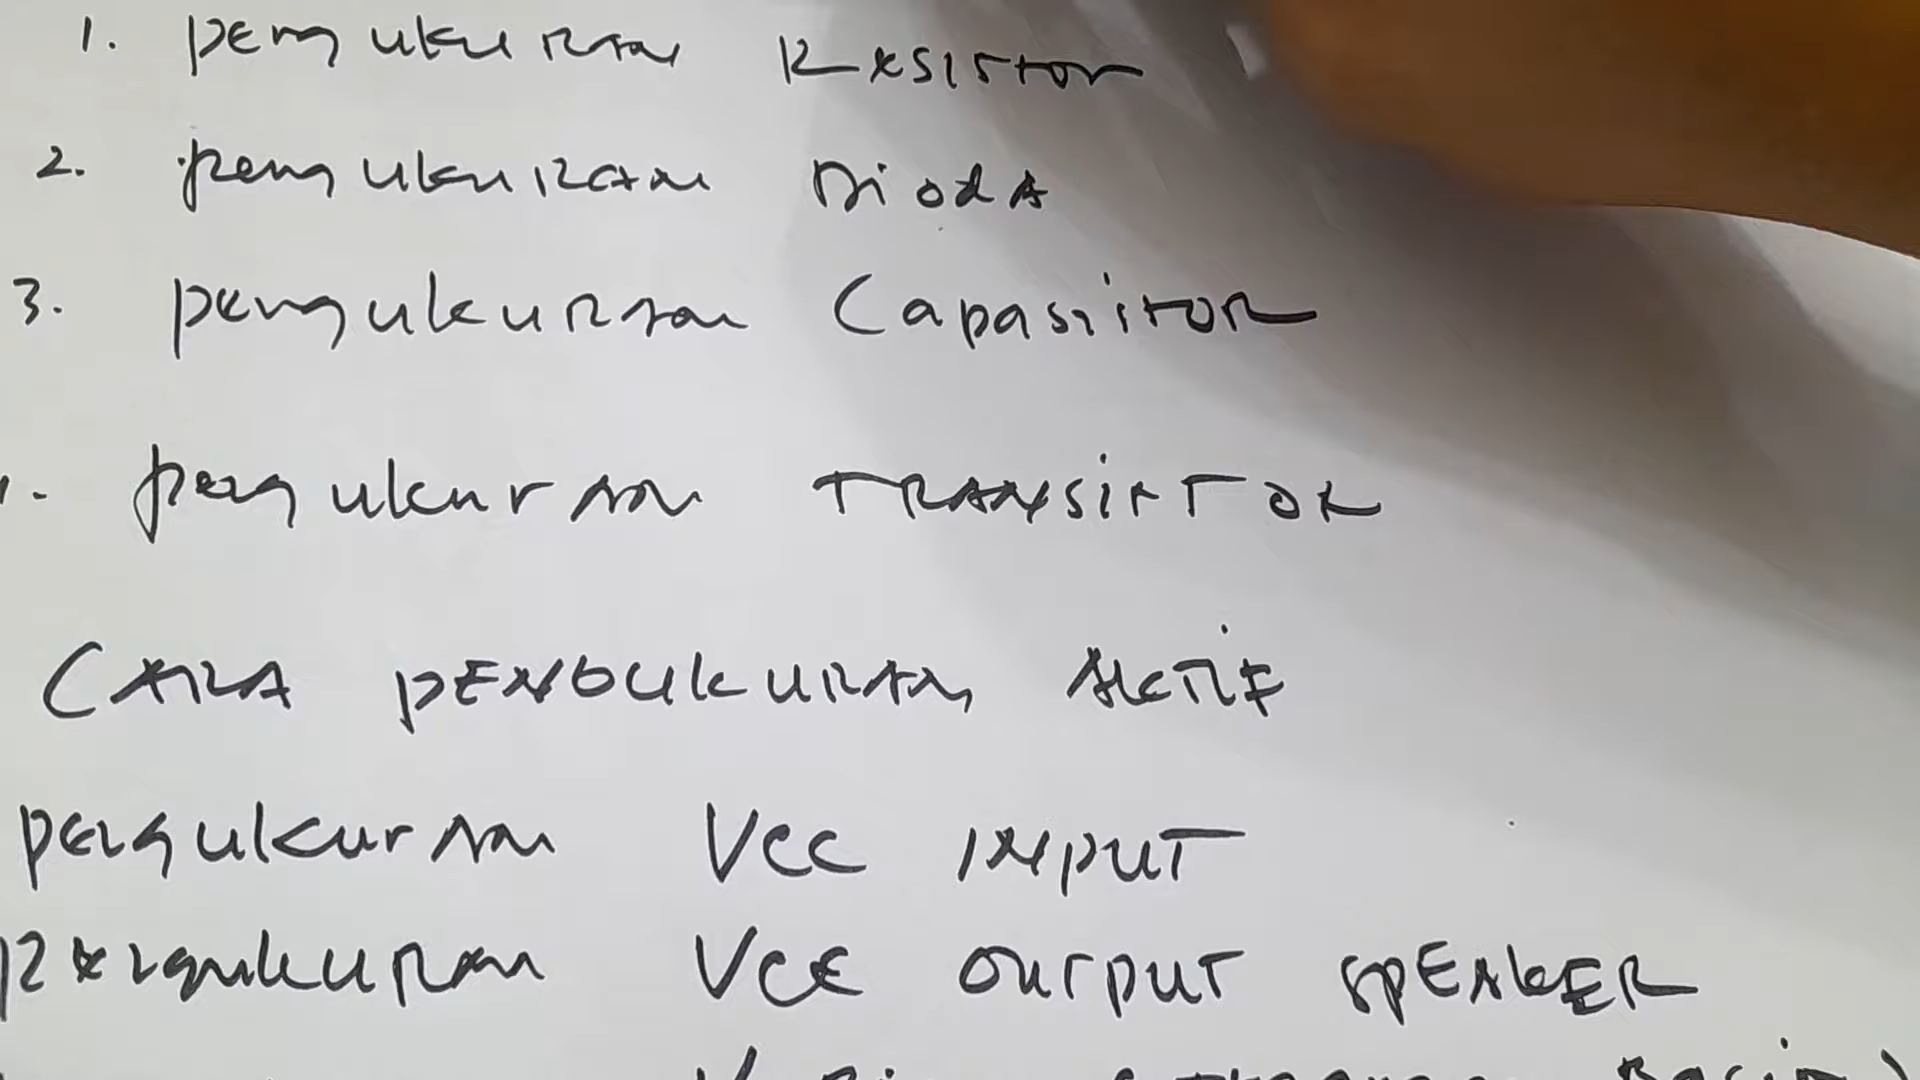 1. pengukuran Resistor
2. pengukuran Dioda
3. pengukuran Capasitor
pengukuran TRANSISTOR
CARA PENGUKURAN AKTIF
pengukuran VCC INPUT
pengukuran VCC OUTPUT SPEAKER